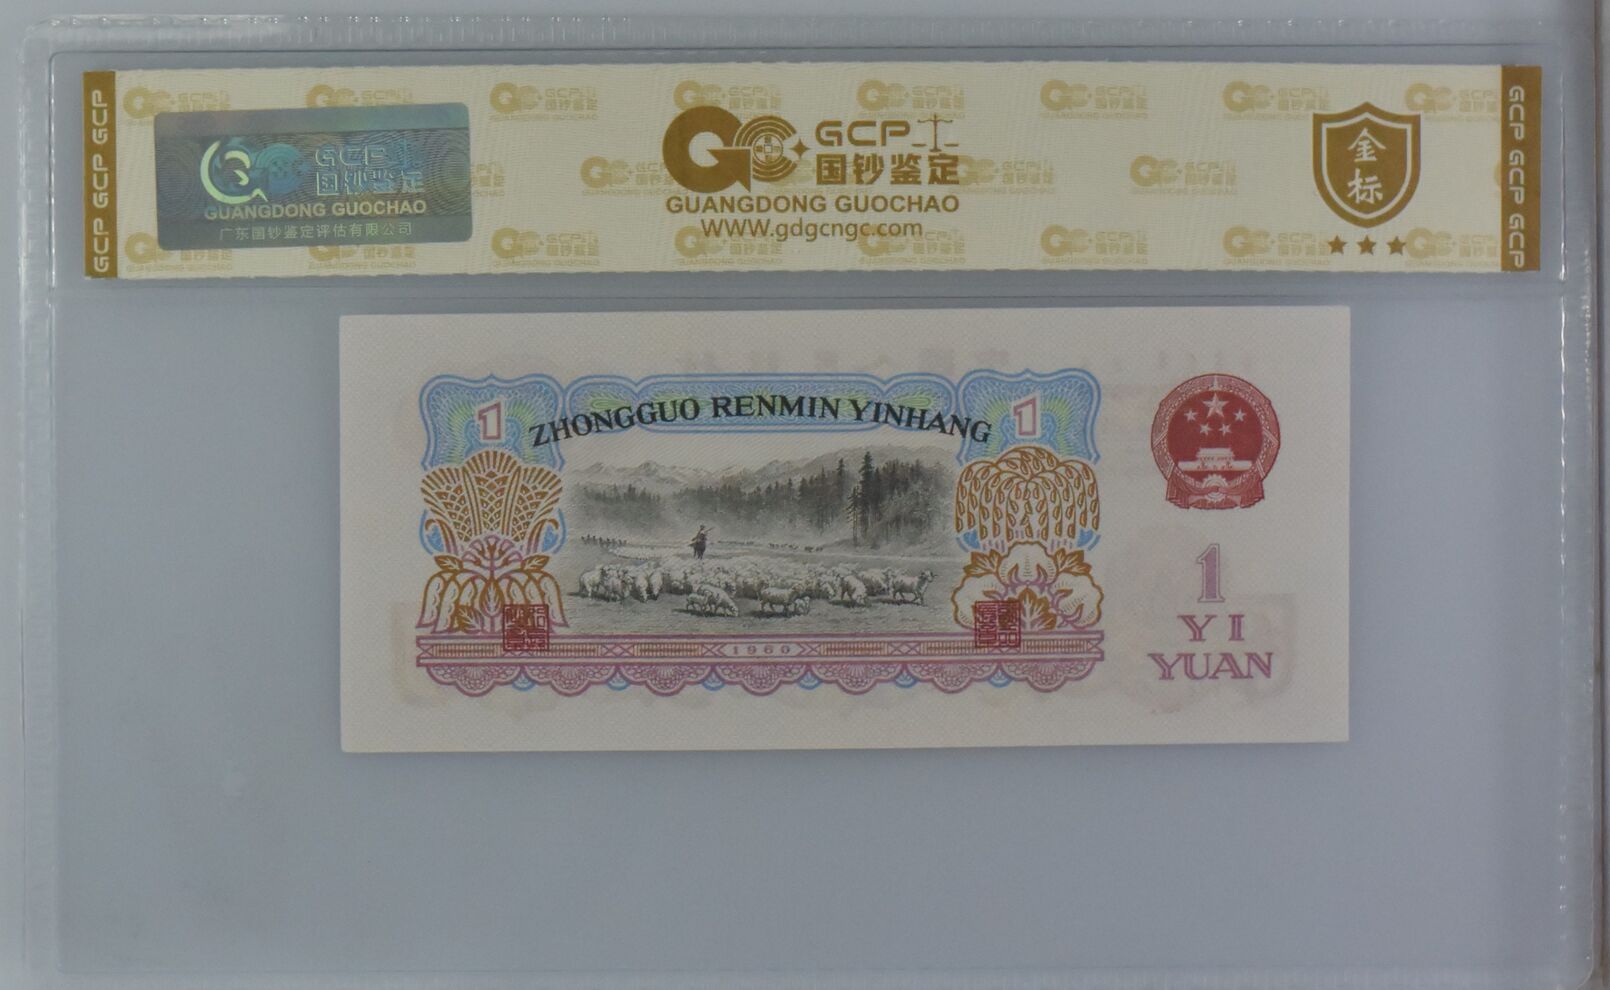 GCP GCP GCP
GCP
国钞鉴定
GUANGDONG GUOCHAO
广东国钞鉴定评估有限公司
GCP
国钞鉴定
GUANGDONG GUOCHAO
WWW.gdgcngc.com
金
标
GCP GCP GCP
1
ZHONGGUO RENMIN YINHANG
1
1960
1
YI
YUAN